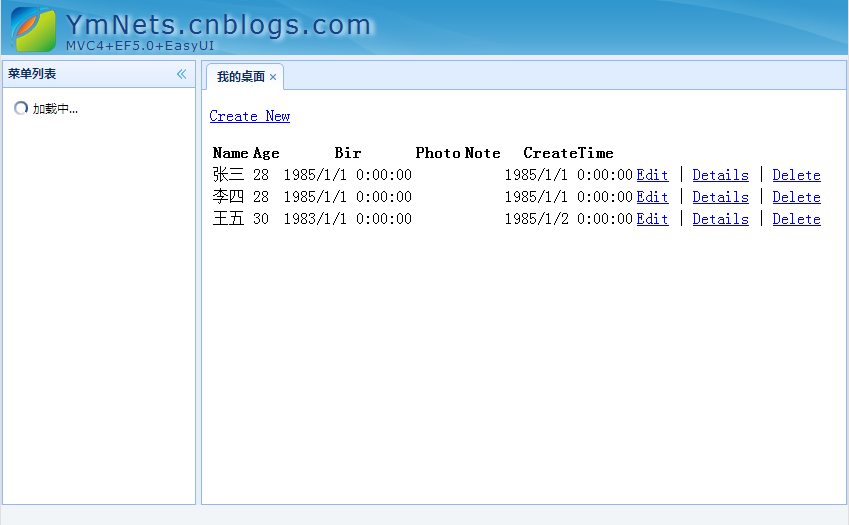 YmNets.cnblogs.com
MVC4+EF5.0+EasyUI
菜单列表
加载中...
我的桌面 ×
Create New
Name Age Bir Photo Note CreateTime
张三 28 1985/1/1 0:00:00 1985/1/1 0:00:00 Edit | Details | Delete
李四 28 1985/1/1 0:00:00 1985/1/1 0:00:00 Edit | Details | Delete
王五 30 1983/1/1 0:00:00 1985/1/2 0:00:00 Edit | Details | Delete